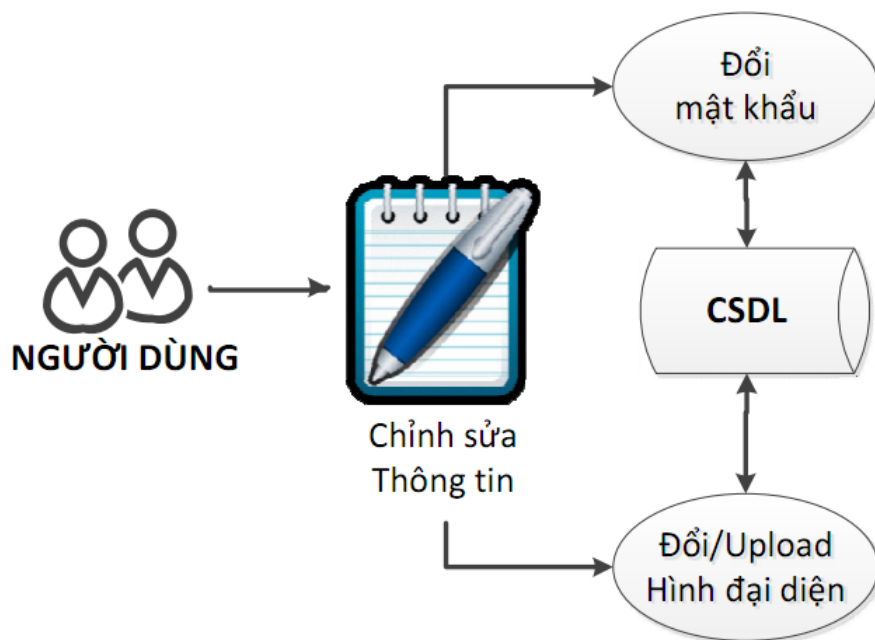 Đổi
mật khẩu
NGƯỜI DÙNG
CSDL
Chỉnh sửa
Thông tin
Đổi/Upload
Hình đại diện